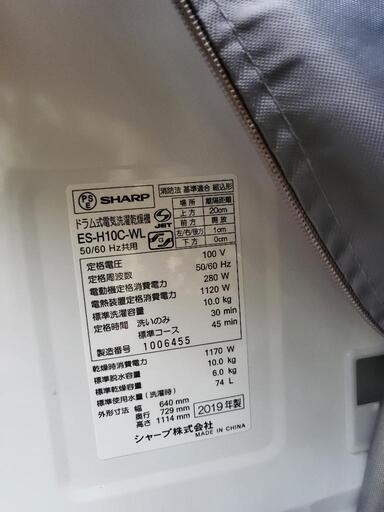 PS E SHARP
ドラム式電気洗濯乾燥機
ES-H10C-WL
50/60 Hz共用
S JET
G
消防法 基準適合 組込形
場所 離隔距離
上方 20cm
前方 開放
左/右/後方 1cm
下方 0cm
定格電圧 100 V
定格周波数 50/60 Hz
電動機定格消費電力 280 W
電熱装置定格消費電力 1120 W
標準洗濯容量 10.0 kg
定格時間 洗いのみ 30 min
標準コース 45 min
製造番号 1006455
乾燥時消費電力 1170 W
標準脱水容量 10.0 kg
標準乾燥容量 6.0 kg
標準使用水量 (洗濯時) 74 L
外形寸法 幅 640 mm
奥行 729 mm
高さ 1114 mm
2019 年製
シャープ株式会社
MADE IN CHINA